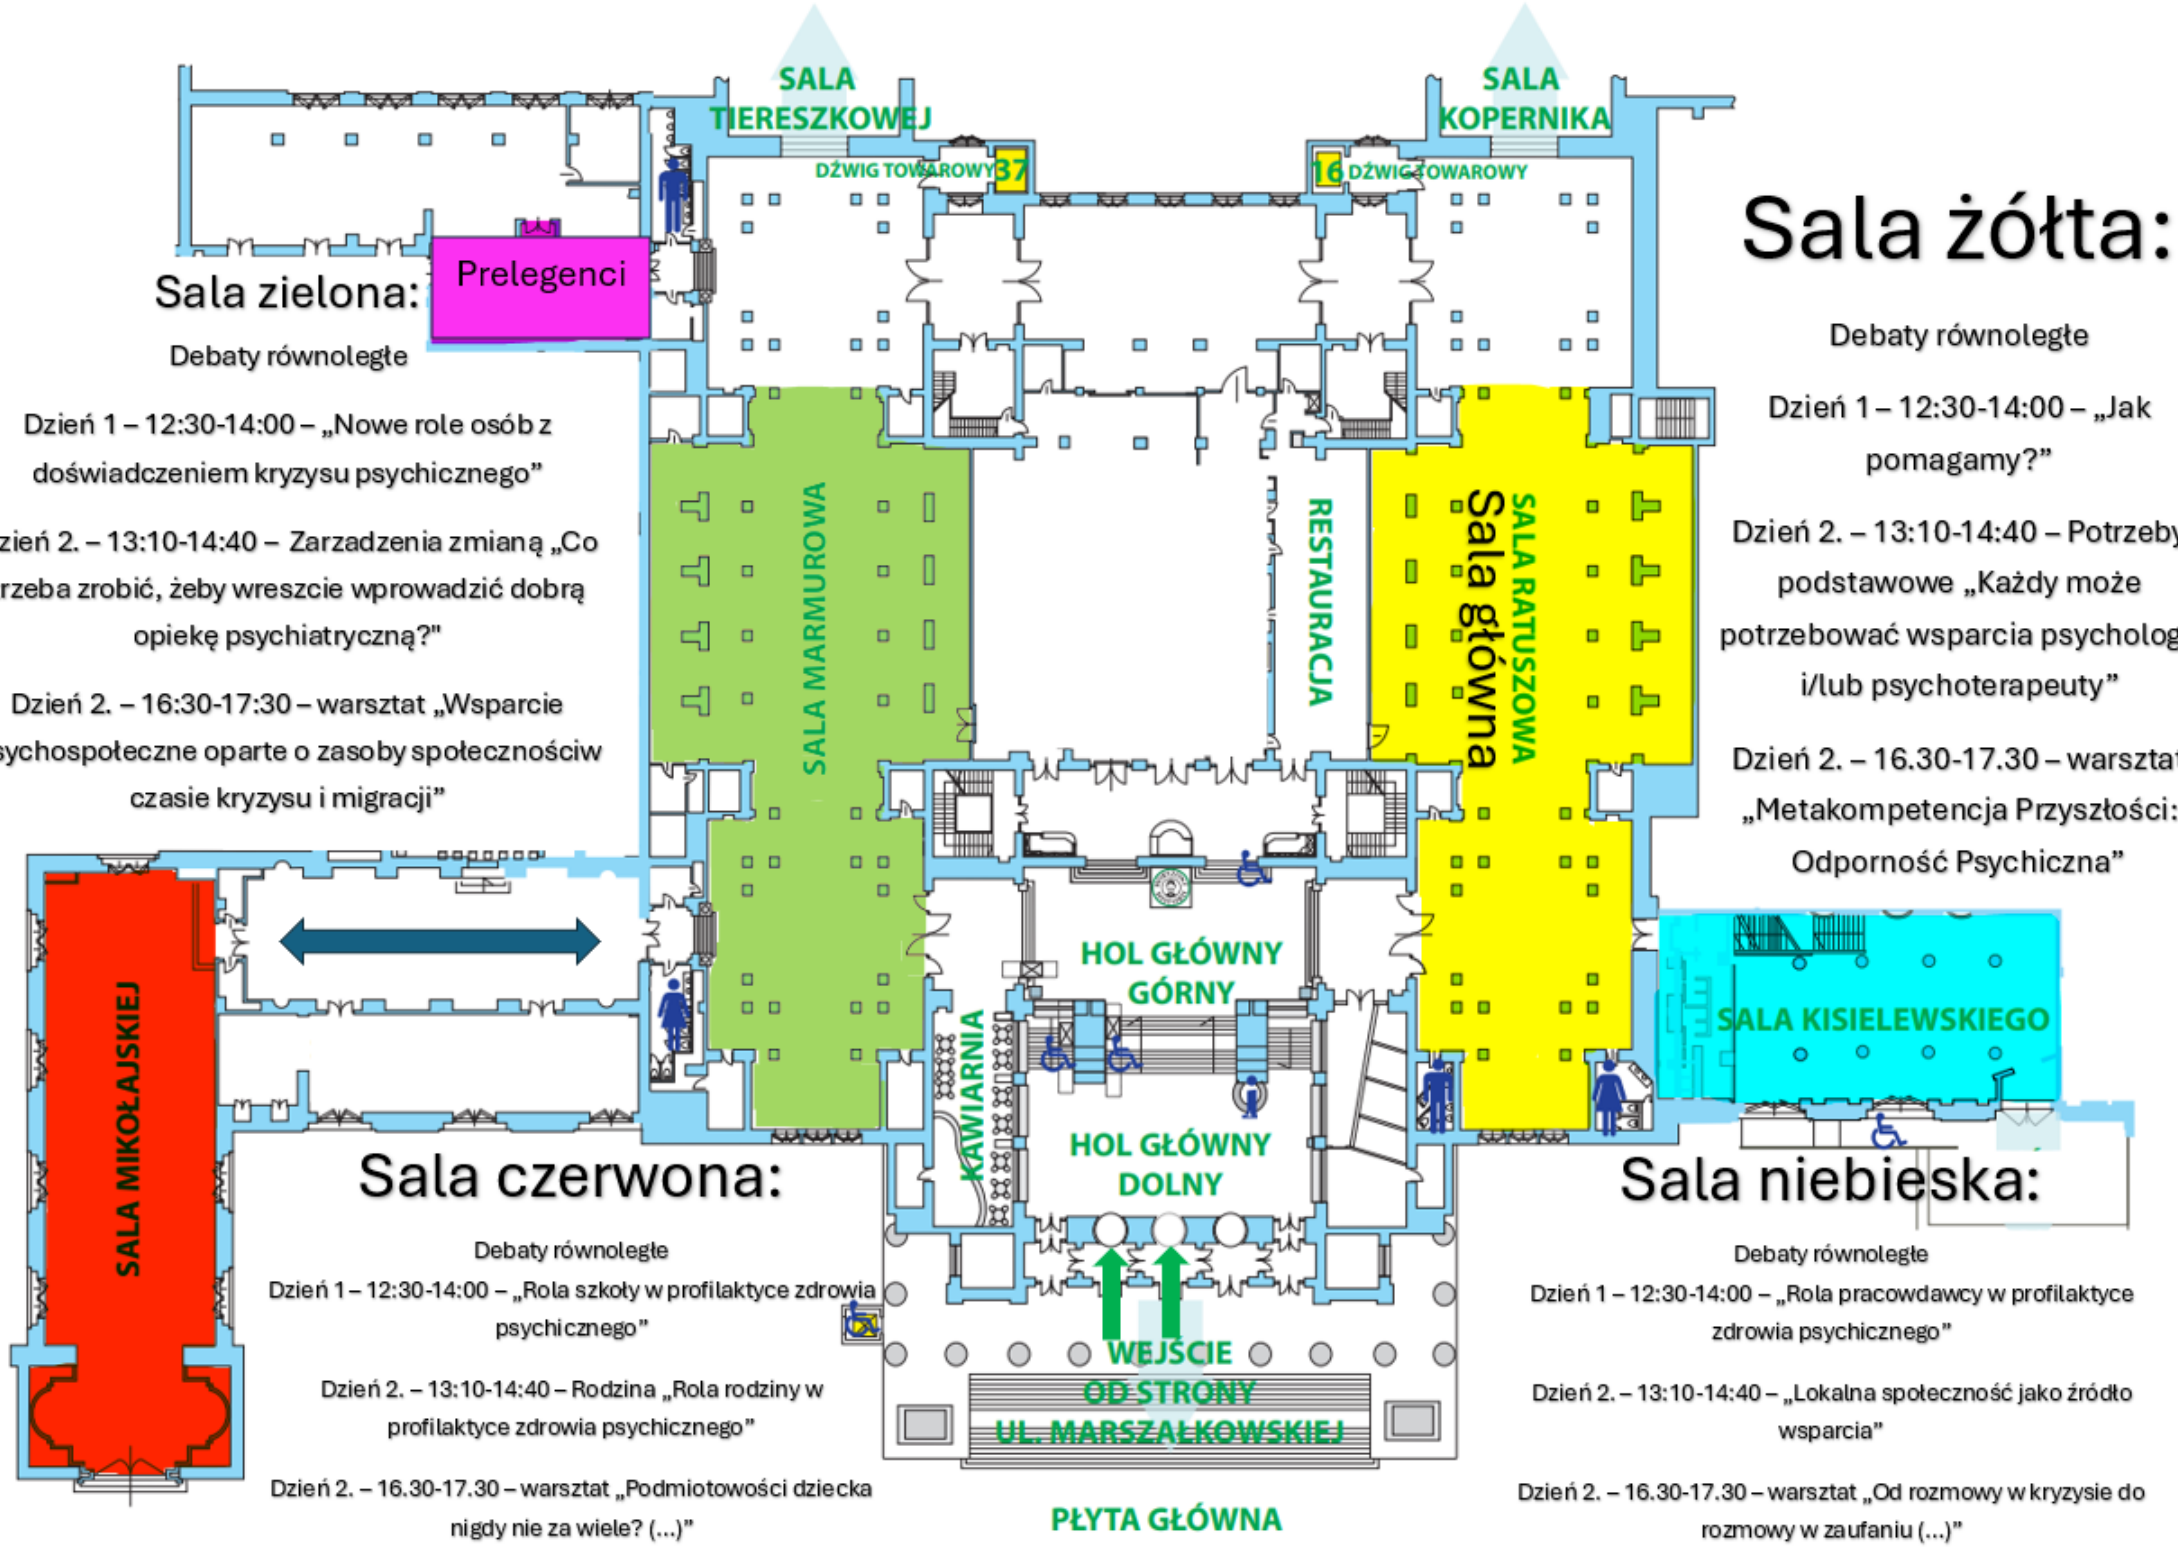 SALA
TIERESZKOWEJ
SALA
KOPERNIKA
DŹWIG TOWAROWY 37
16 DŹWIG TOWAROWY
Prelegenci
Sala zielona:
Debaty równoległe
Dzień 1 – 12:30-14:00 – „Nowe role osób z
doświadczeniem kryzysu psychicznego”
zień 2. – 13:10-14:40 – Zarzadzenia zmianą „Co
rzeba zrobić, żeby wreszcie wprowadzić dobrą
opiekę psychiatryczną?"
Dzień 2. – 16:30-17:30 – warsztat „Wsparcie
sychospołeczne oparte o zasoby społecznościw
czasie kryzysu i migracji”
SALA MARMUROWA
RESTAURACJA
Sala główna
SALA RATUSZOWA
Sala żółta:
Debaty równoległe
Dzień 1 – 12:30-14:00 – „Jak
pomagamy?”
Dzień 2. – 13:10-14:40 – Potrzeby
podstawowe „Każdy może
potrzebować wsparcia psycholog
i/lub psychoterapeuty”
Dzień 2. – 16.30-17.30 – warsztat
„Metakompetencja Przyszłości:
Odporność Psychiczna”
SALA MIKOŁAJSKIEJ
HOL GŁÓWNY
GÓRNY
KAWIARNIA
HOL GŁÓWNY
DOLNY
SALA KISIELEWSKIEGO
Sala czerwona:
Debaty równoległe
Dzień 1 – 12:30-14:00 – „Rola szkoły w profilaktyce zdrowia
psychicznego”
Dzień 2. – 13:10-14:40 – Rodzina „Rola rodziny w
profilaktyce zdrowia psychicznego”
Dzień 2. – 16.30-17.30 – warsztat „Podmiotowości dziecka
nigdy nie za wiele? (...)”
WEJŚCIE
OD STRONY
UL. MARSZAŁKOWSKIEJ
PŁYTA GŁÓWNA
Sala niebieska:
Debaty równoległe
Dzień 1 – 12:30-14:00 – „Rola pracowdawcy w profilaktyce
zdrowia psychicznego”
Dzień 2. – 13:10-14:40 – „Lokalna społeczność jako źródło
wsparcia”
Dzień 2. – 16.30-17.30 – warsztat „Od rozmowy w kryzysie do
rozmowy w zaufaniu (...)”